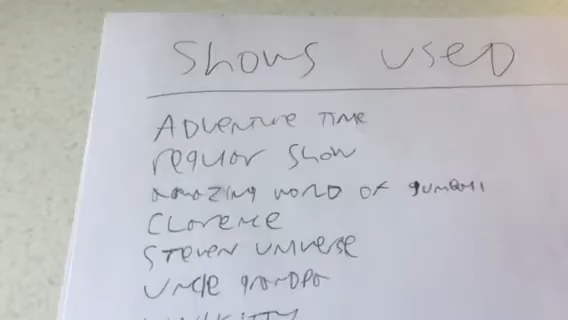 Shows used
ADVENTURE TIME
regular show
amazing world of gumball
Clarence
STEVEN UNIVERSE
uncle grandpa